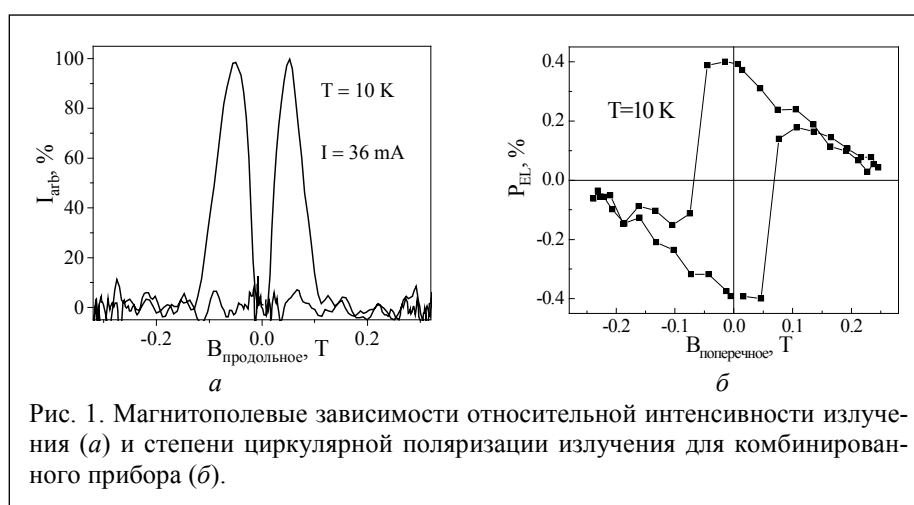 100
80
60
40
20
0
I_arb, %
T = 10 K
I = 36 mA
-0.2
0.0
0.2
B_продольное, T
а
0.4
0.2
0.0
-0.2
-0.4
P_EL, %
T=10 K
-0.2
-0.1
0.0
0.1
0.2
B_поперечное, T
б
Рис. 1. Магнитополевые зависимости относительной интенсивности излуче-
ния (а) и степени циркулярной поляризации излучения для комбинирован-
ного прибора (б).